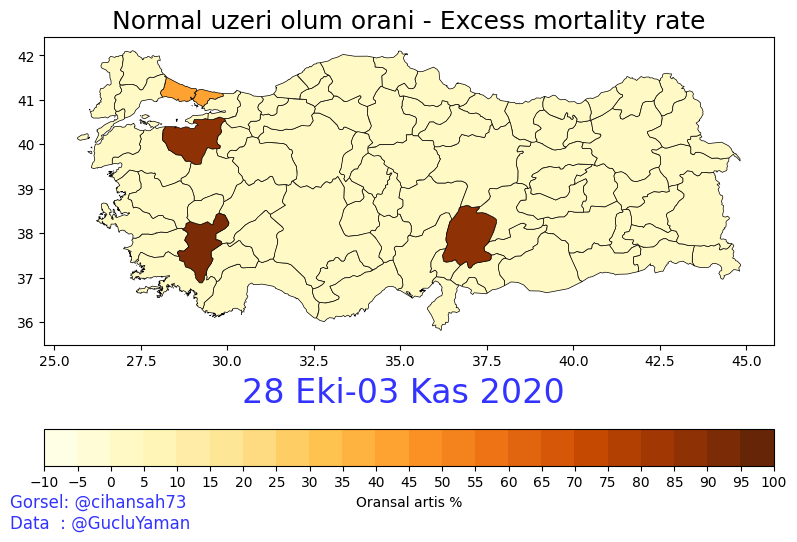 Normal uzeri olum orani - Excess mortality rate
42
41
40
39
38
37
36
25.0 27.5 30.0 32.5 35.0 37.5 40.0 42.5 45.0
28 Eki-03 Kas 2020
−10 −5 0 5 10 15 20 25 30 35 40 45 50 55 60 65 70 75 80 85 90 95 100
Oransal artis %
Gorsel: @cihansah73
Data : @GucluYaman